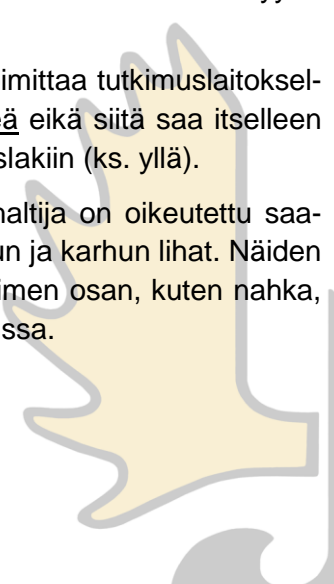 imittaa tutkimuslaitoksel-
eä eikä siitä saa itselleen
slakiin (ks. yllä).
haltija on oikeutettu saa-
un ja karhun lihat. Näiden
imen osan, kuten nahka,
ssa.